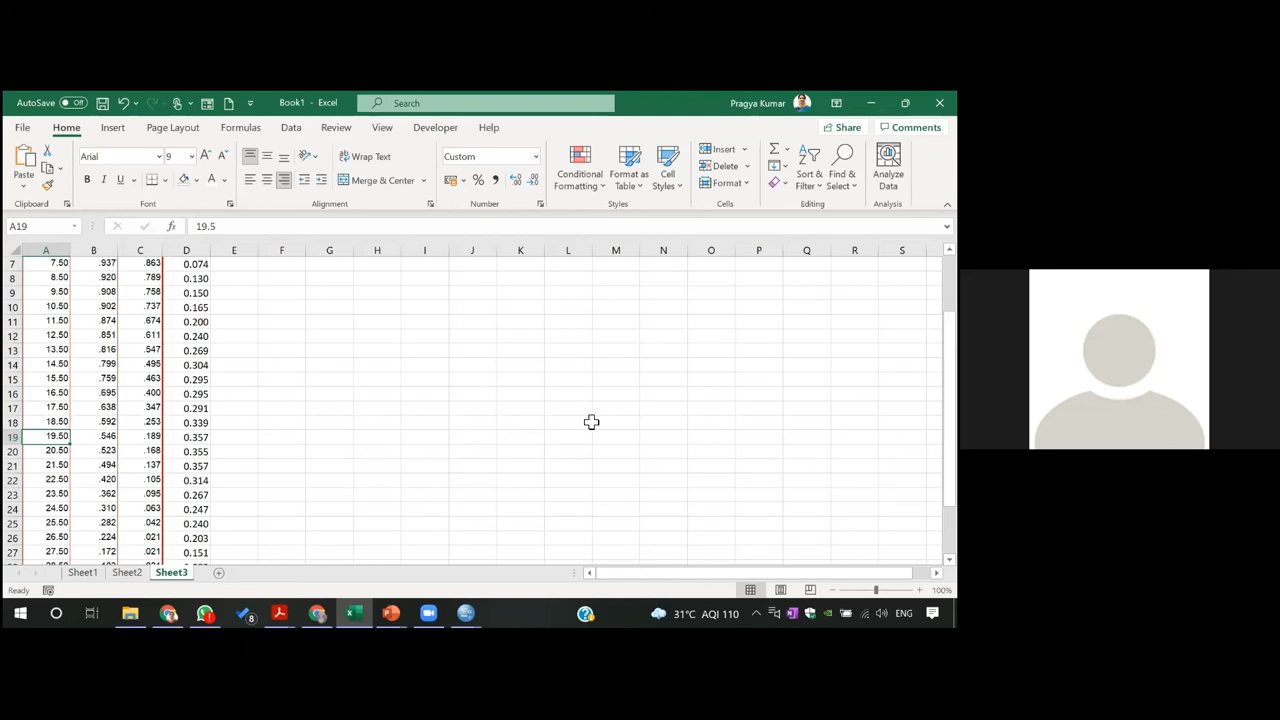 AutoSave Off Book1 - Excel Search Pragya Kumar
File Home Insert Page Layout Formulas Data Review View Developer Help Share Comments
Paste Arial 9 Wrap Text Custom Conditional Formatting Format as Table Cell Styles Insert Sort & Filter Find & Select Analyze Data
B I U Merge & Center % Delete
Format
Clipboard Font Alignment Number Styles Cells Editing Analysis
A19 fx 19.5
A B C D E F G H I J K L M N O P Q R S
7 7.50 .937 .863 0.074
8 8.50 .920 .789 0.130
9 9.50 .908 .758 0.150
10 10.50 .902 .737 0.165
11 11.50 .874 .674 0.200
12 12.50 .851 .611 0.240
13 13.50 .816 .547 0.269
14 14.50 .799 .495 0.304
15 15.50 .759 .463 0.295
16 16.50 .695 .400 0.295
17 17.50 .638 .347 0.291
18 18.50 .592 .253 0.339
19 19.50 .546 .189 0.357
20 20.50 .523 .168 0.355
21 21.50 .494 .137 0.357
22 22.50 .420 .105 0.314
23 23.50 .362 .095 0.267
24 24.50 .310 .063 0.247
25 25.50 .282 .042 0.240
26 26.50 .224 .021 0.203
27 27.50 .172 .021 0.151
Sheet1 Sheet2 Sheet3
Ready 100%
8 31°C AQI 110 ENG